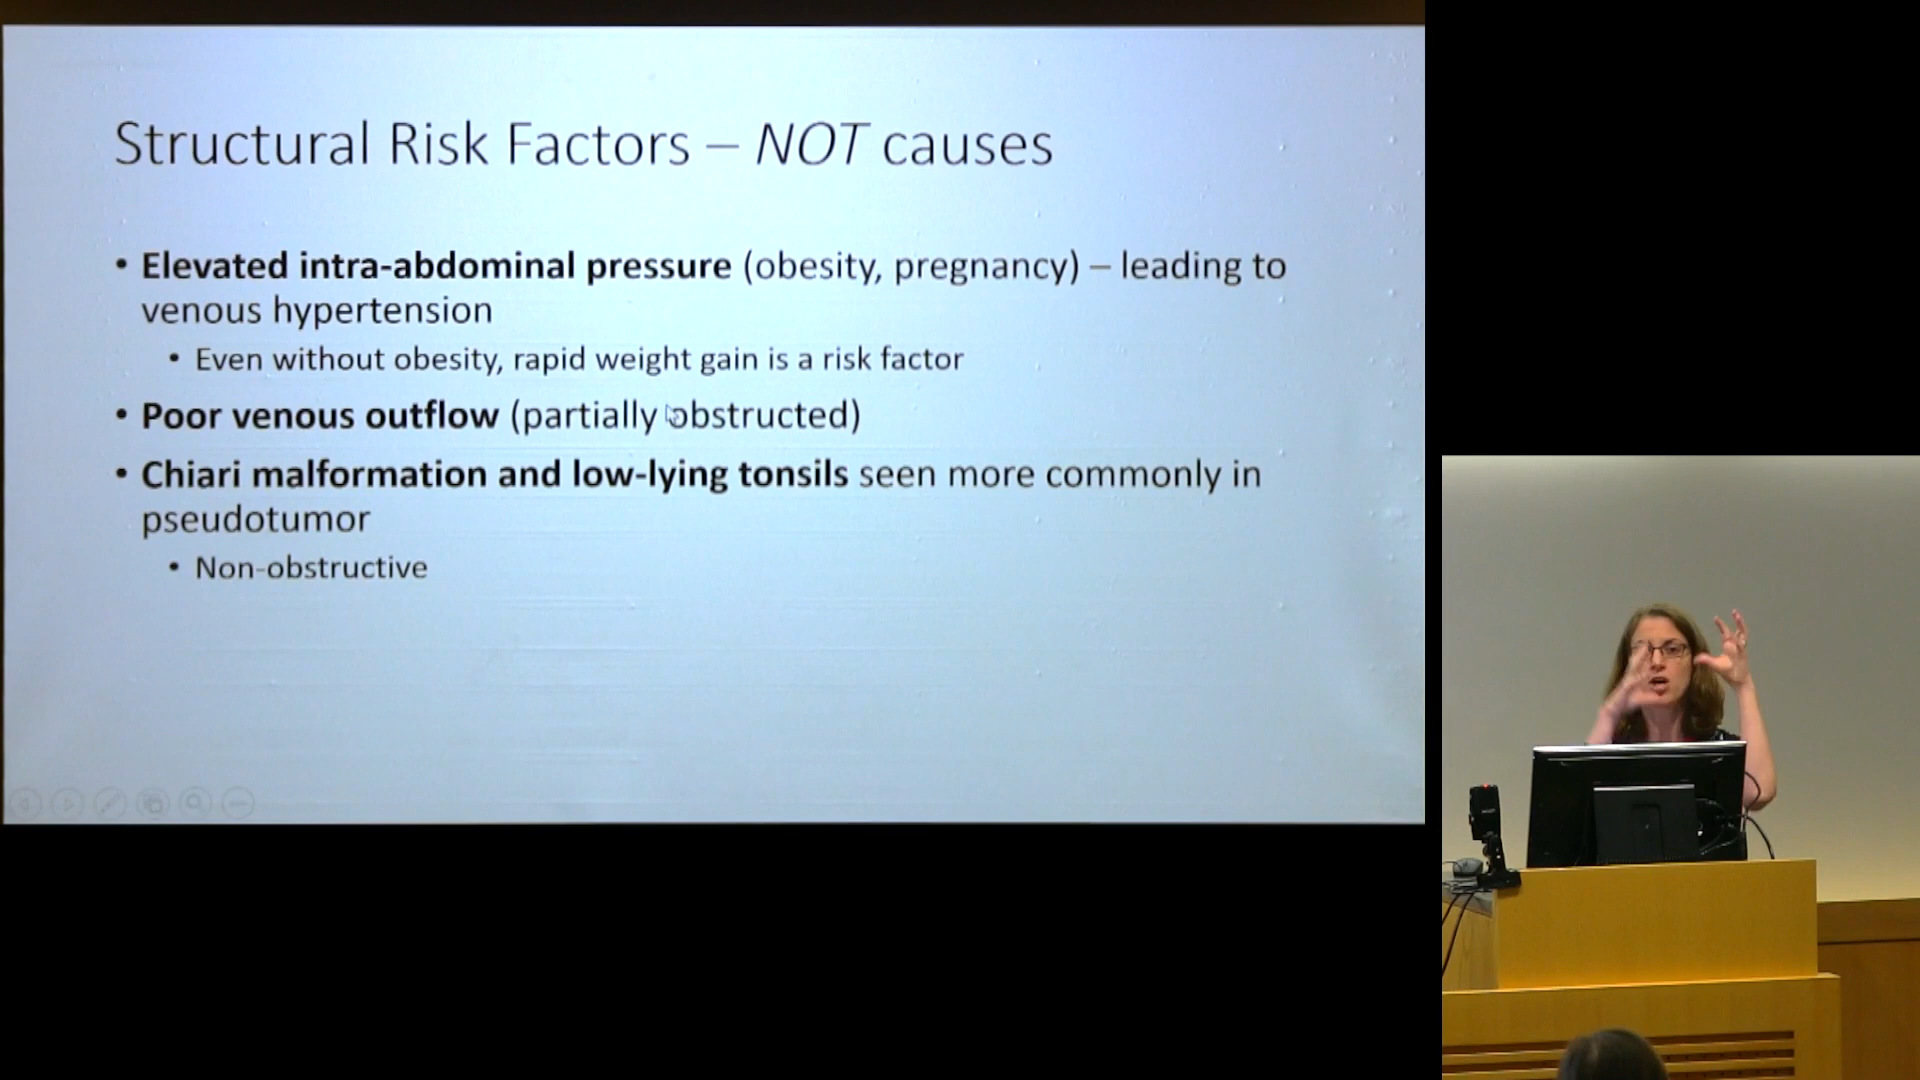 Structural Risk Factors – NOT causes
• Elevated intra-abdominal pressure (obesity, pregnancy) – leading to
venous hypertension
• Even without obesity, rapid weight gain is a risk factor
• Poor venous outflow (partially obstructed)
• Chiari malformation and low-lying tonsils seen more commonly in
pseudotumor
• Non-obstructive